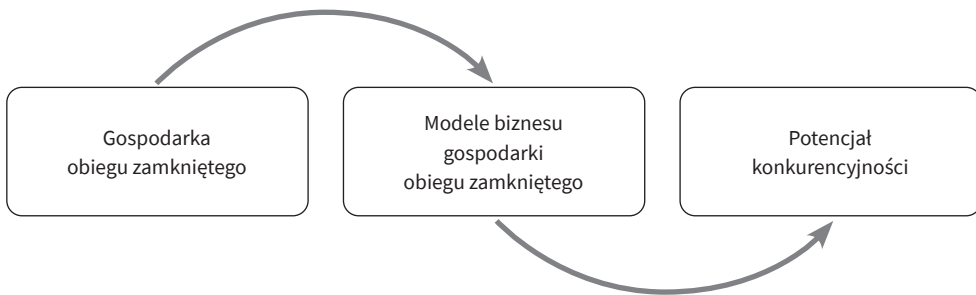 Gospodarka
obiegu zamkniętego
Modele biznesu
gospodarki
obiegu zamkniętego
Potencjał
konkurencyjności